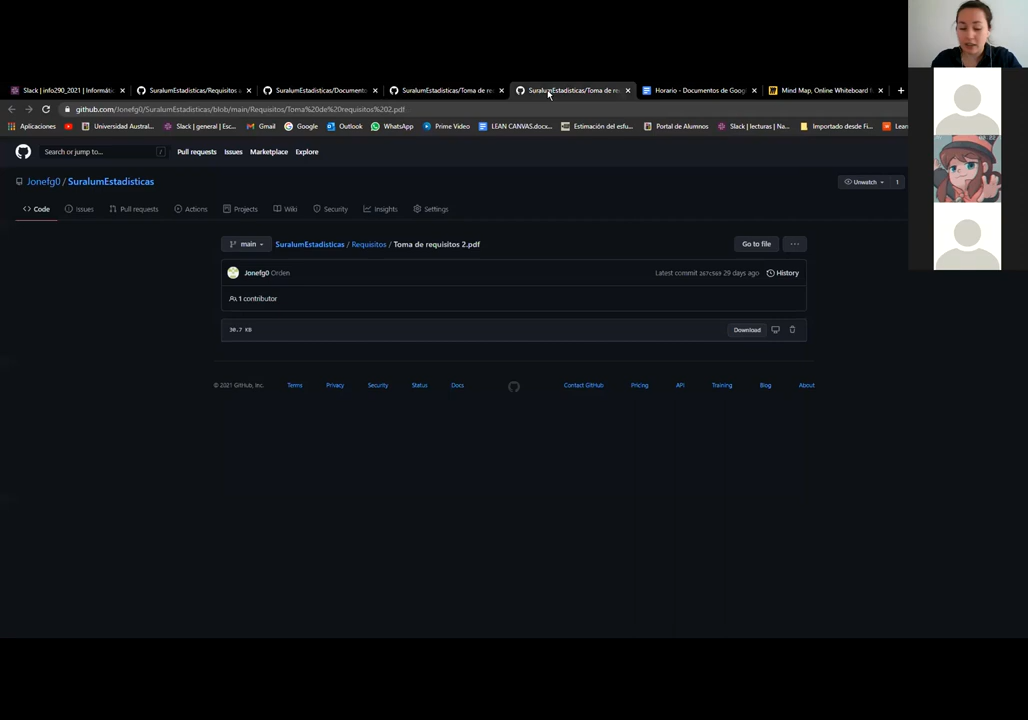 Slack | info290_2021 | Informáti
SuralumEstadisticas/Requisitos a
SuralumEstadisticas/Documento
SuralumEstadisticas/Toma de re
SuralumEstadisticas/Toma de re
Horario - Documentos de Goog
Mind Map, Online Whiteboard
github.com/Jonefg0/SuralumEstadisticas/blob/main/Requisitos/Toma%20de%20requisitos%202.pdf
Aplicaciones
Universidad Austral...
Slack | general | Esc...
Gmail
Google
Outlook
WhatsApp
Prime Video
LEAN CANVAS.docx...
Estimación del esfu...
Portal de Alumnos
Slack | lecturas | Na...
Importado desde Fi...
Lean
Search or jump to...
/
Pull requests
Issues
Marketplace
Explore
Jonefg0 / SuralumEstadisticas
Unwatch
1
Code
Issues
Pull requests
Actions
Projects
Wiki
Security
Insights
Settings
main
SuralumEstadisticas / Requisitos / Toma de requisitos 2.pdf
Go to file
...
Jonefg0 Orden
Latest commit 29 days ago
History
1 contributor
30.7 KB
Download
© 2021 GitHub, Inc.
Terms
Privacy
Security
Status
Docs
Contact GitHub
Pricing
API
Training
Blog
About